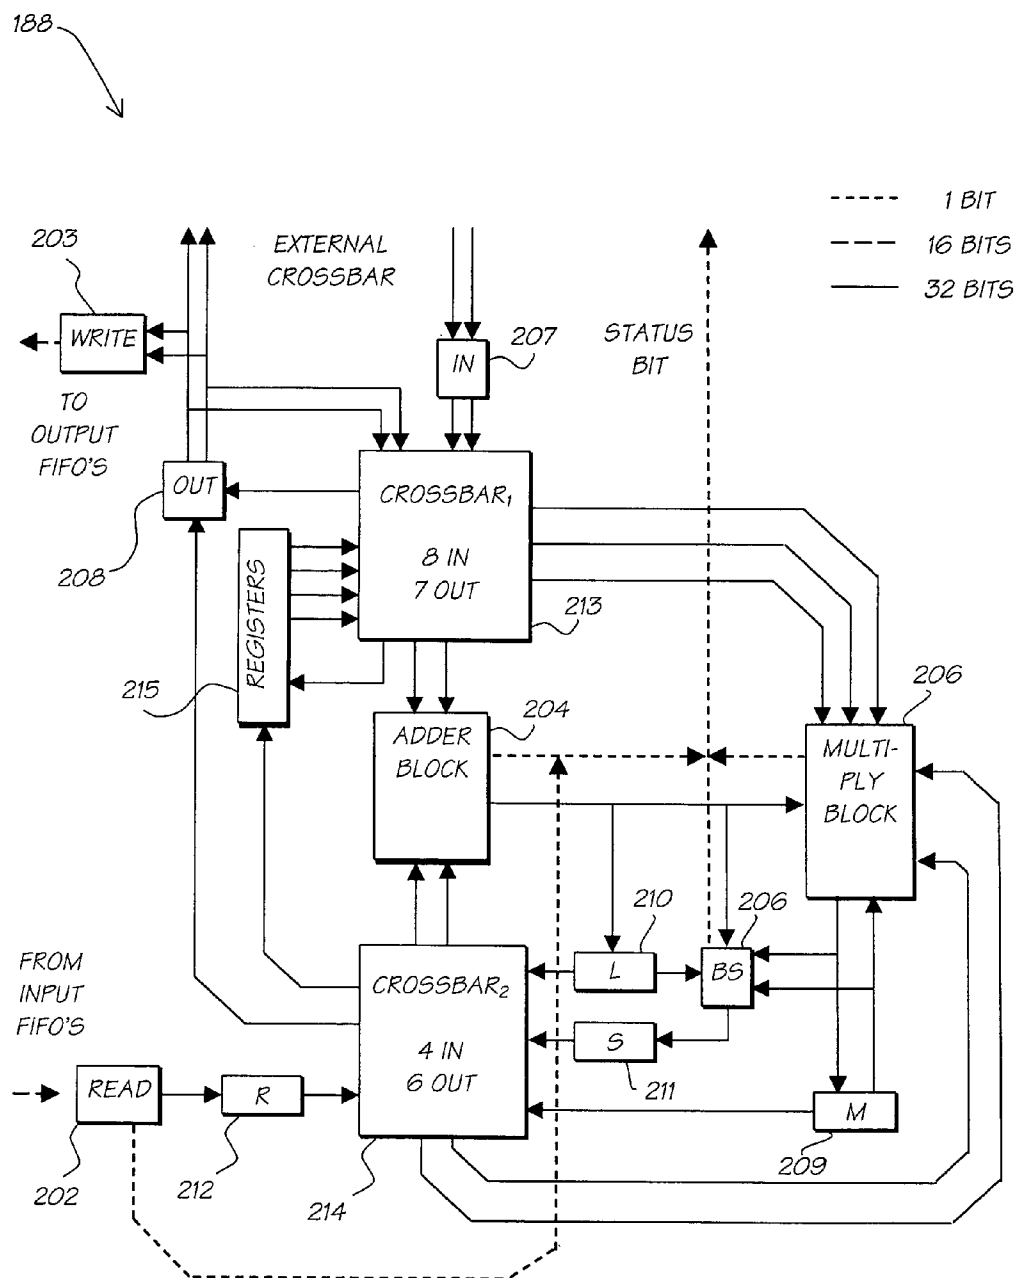 188
1 BIT
16 BITS
32 BITS
203
EXTERNAL
CROSSBAR
WRITE
207
STATUS
BIT
IN
TO
OUTPUT
FIFO'S
OUT
208
CROSSBAR1
8 IN
7 OUT
213
REGISTERS
215
206
204
ADDER
BLOCK
MULTI-
PLY
BLOCK
210
206
FROM
INPUT
FIFO'S
L
BS
CROSSBAR2
4 IN
6 OUT
S
211
READ
R
M
209
202
212
214